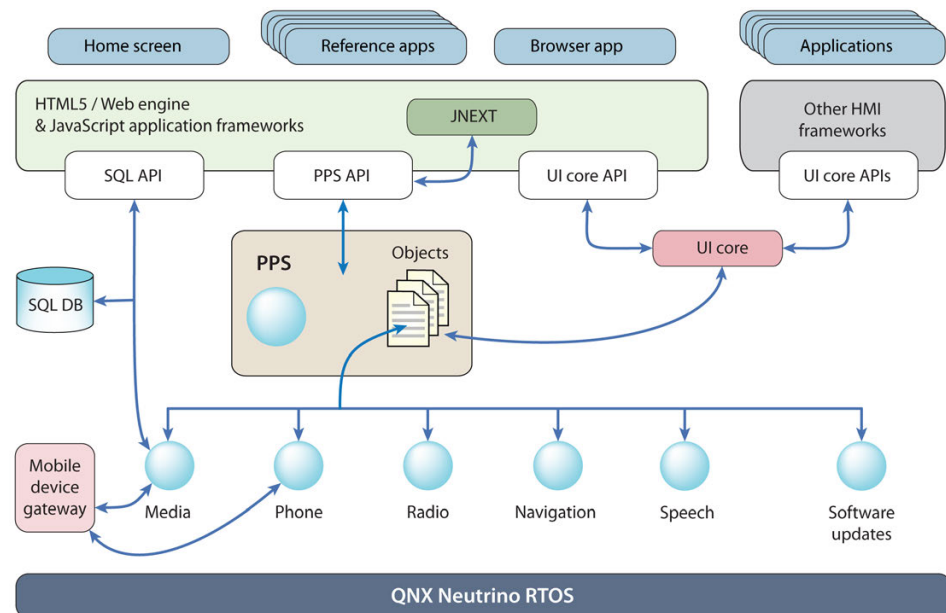 Home screen
Reference apps
Browser app
Applications
HTML5 / Web engine
& JavaScript application frameworks
JNEXT
Other HMI
frameworks
SQL API
PPS API
UI core API
UI core APIs
PPS
Objects
UI core
SQL DB
Mobile
device
gateway
Media
Phone
Radio
Navigation
Speech
Software
updates
QNX Neutrino RTOS